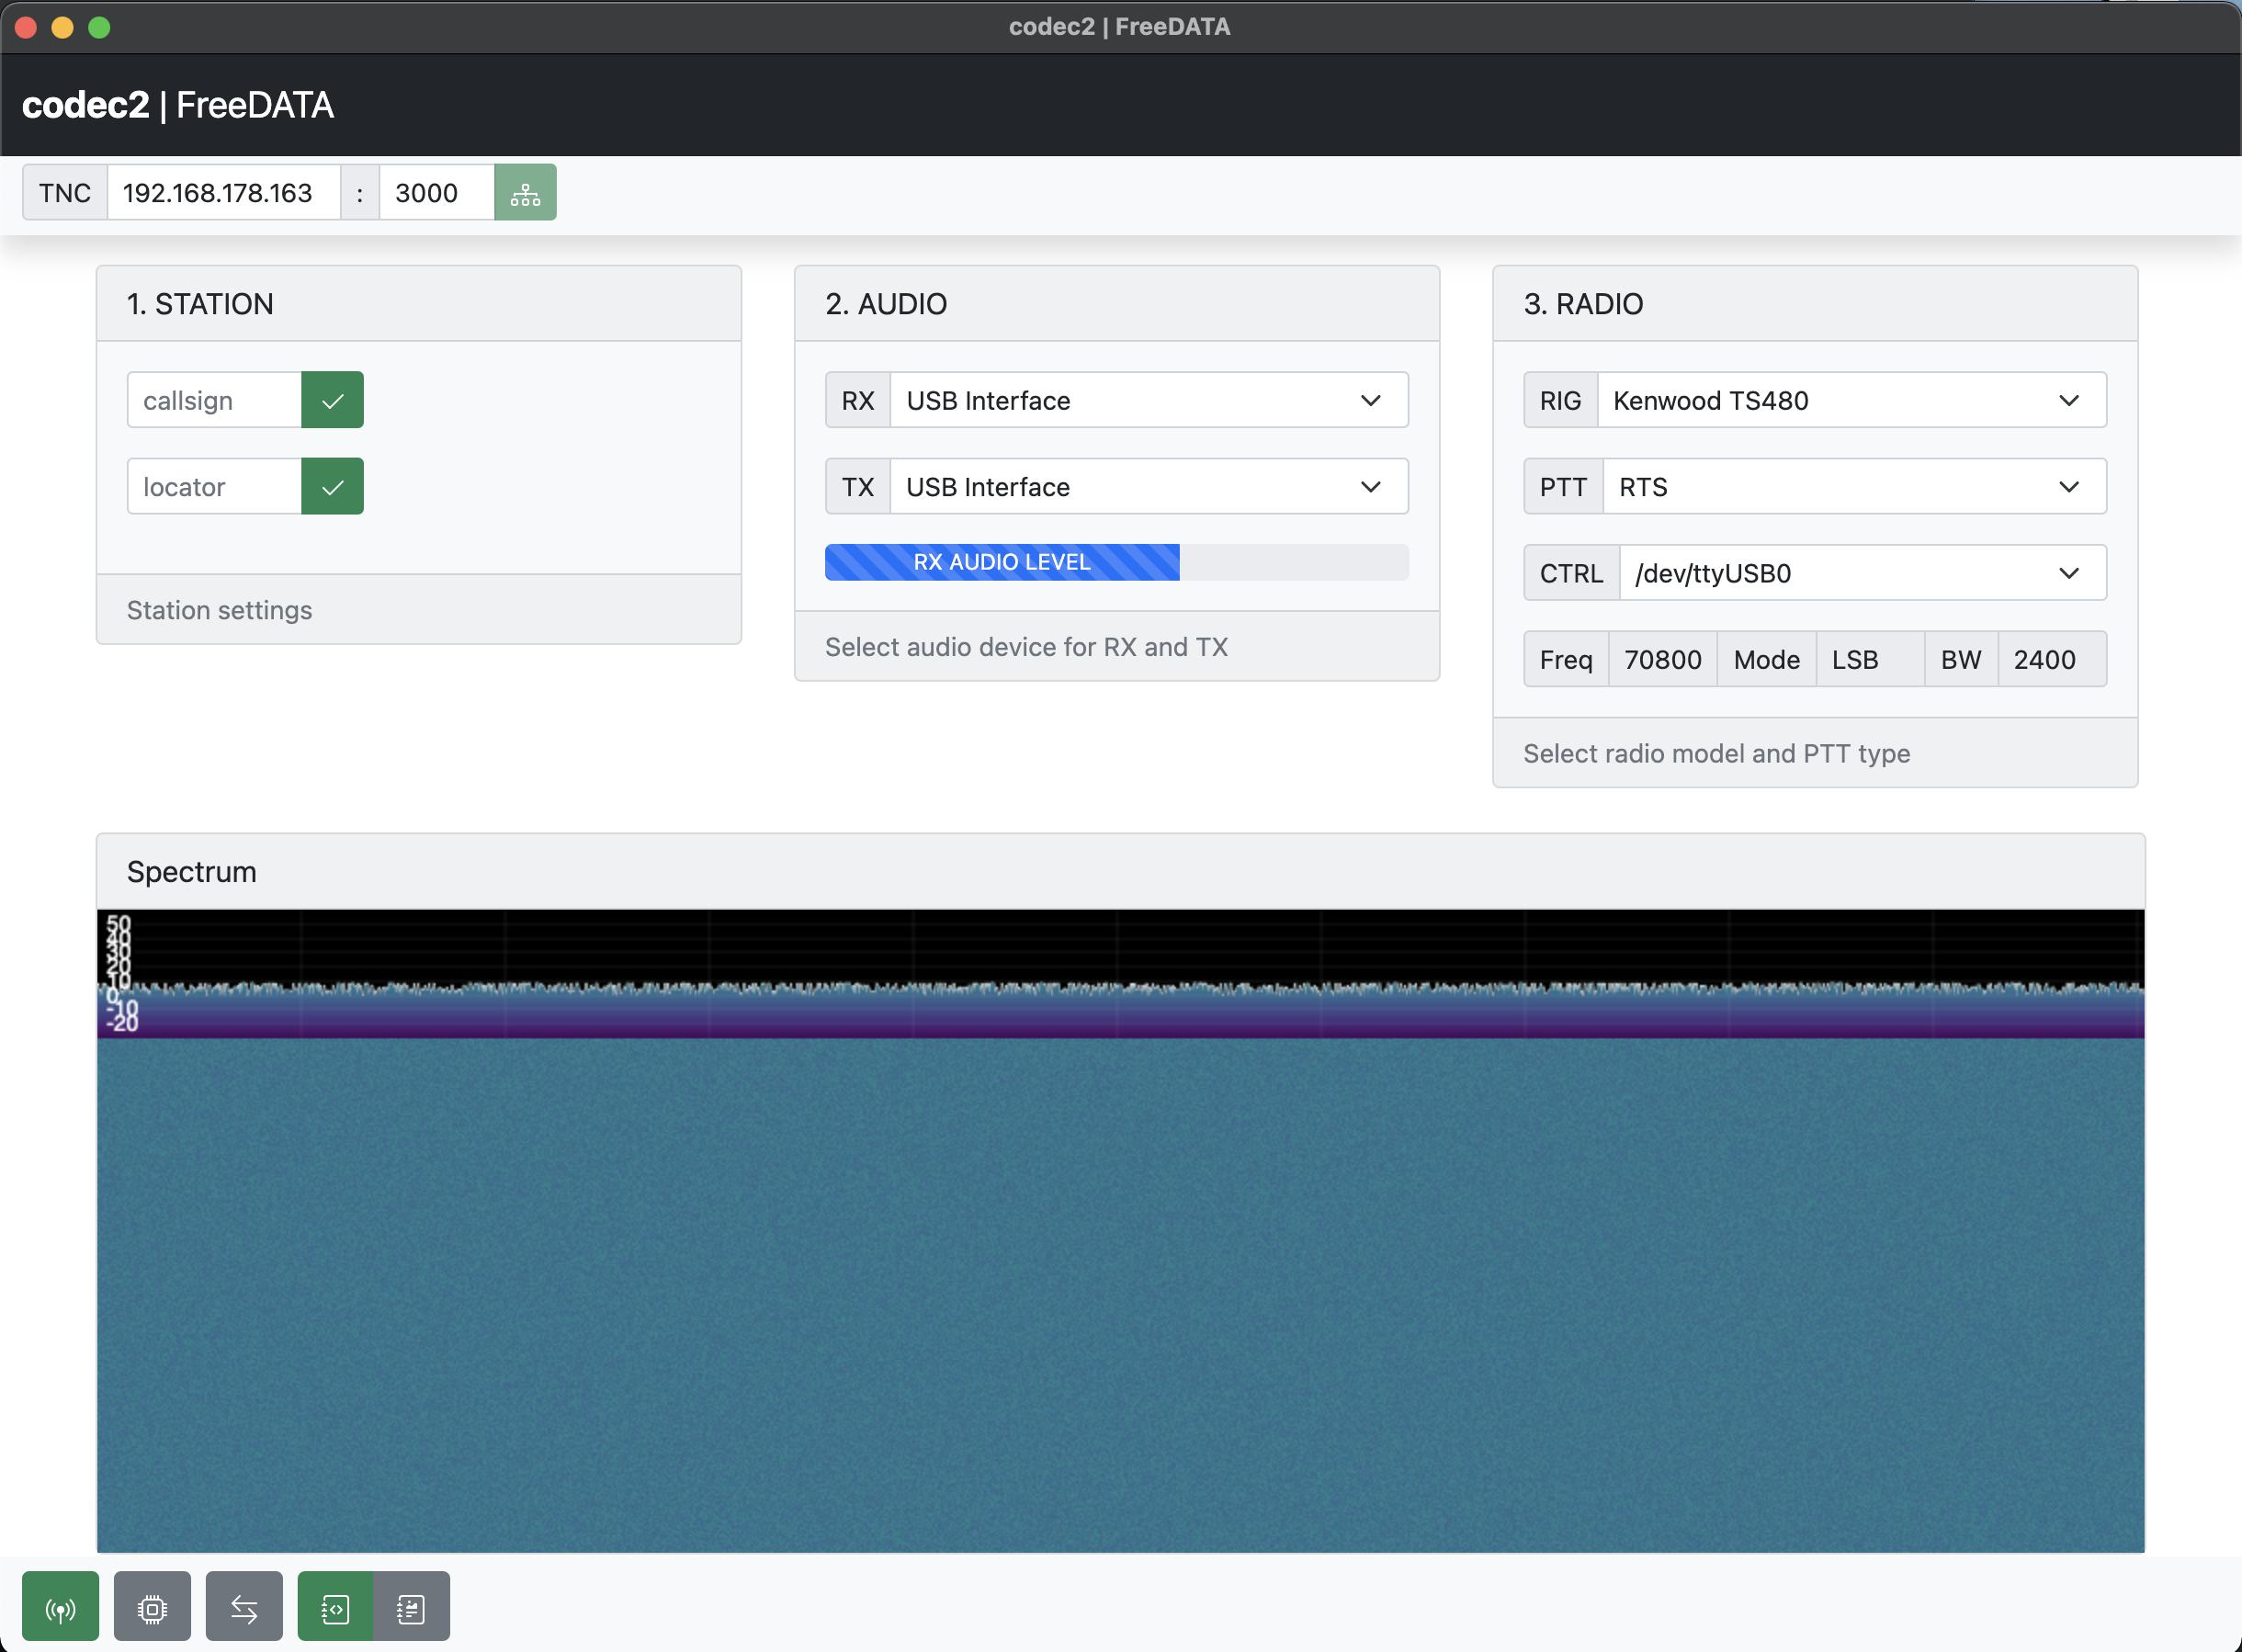 codec2 | FreeDATA
codec2 | FreeDATA
TNC 192.168.178.163 : 3000
1. STATION
callsign
locator
Station settings
2. AUDIO
RX USB Interface
TX USB Interface
RX AUDIO LEVEL
Select audio device for RX and TX
3. RADIO
RIG Kenwood TS480
PTT RTS
CTRL /dev/ttyUSB0
Freq 70800 Mode LSB BW 2400
Select radio model and PTT type
Spectrum
50
40
30
20
10
0
-10
-20